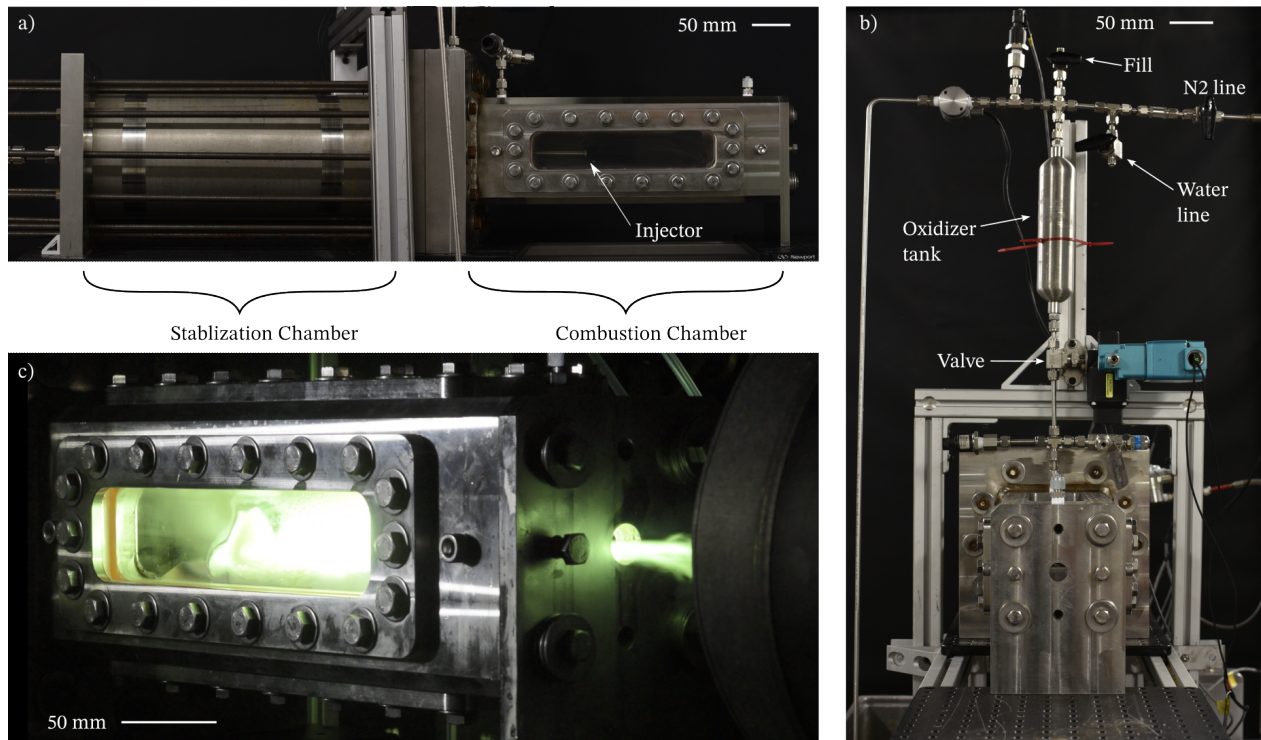 a)
50 mm
Injector
Newport
Stablization Chamber
Combustion Chamber
b)
50 mm
Fill
N2 line
Water
line
Oxidizer
tank
Valve
c)
50 mm